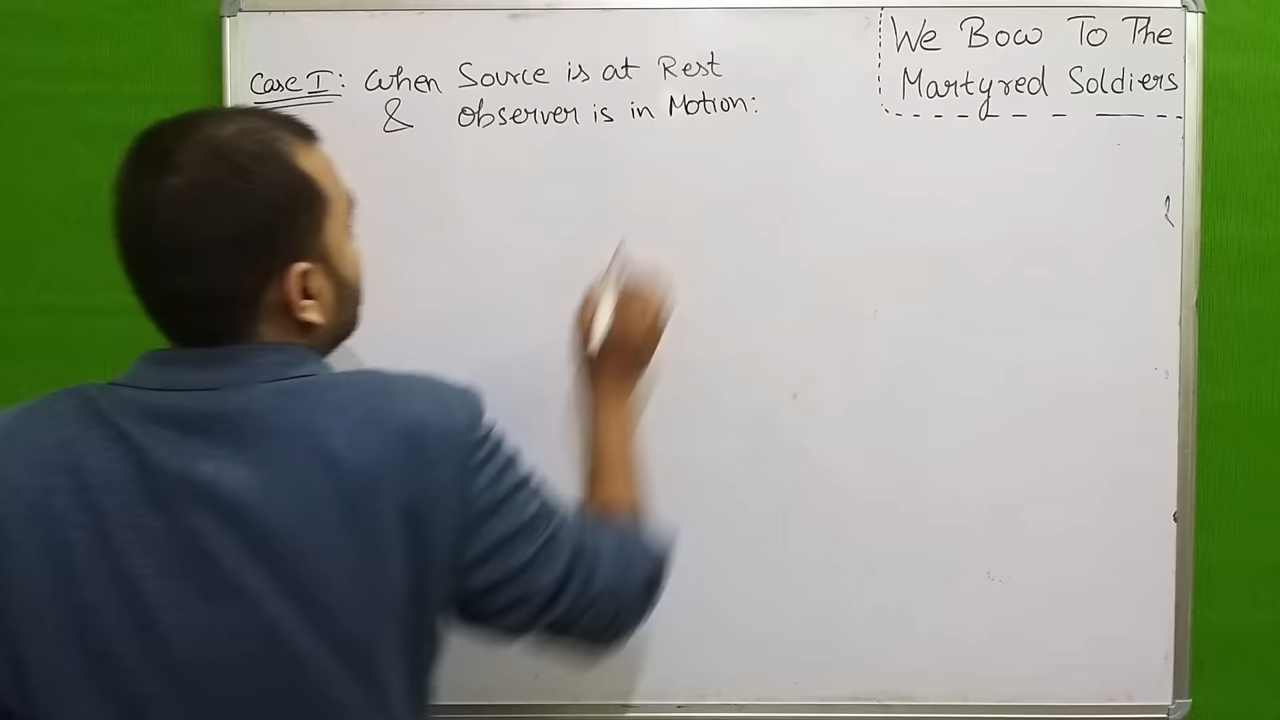 Case I: When Source is at Rest
& observer is in Motion:
We Bow To The
Martyred Soldiers